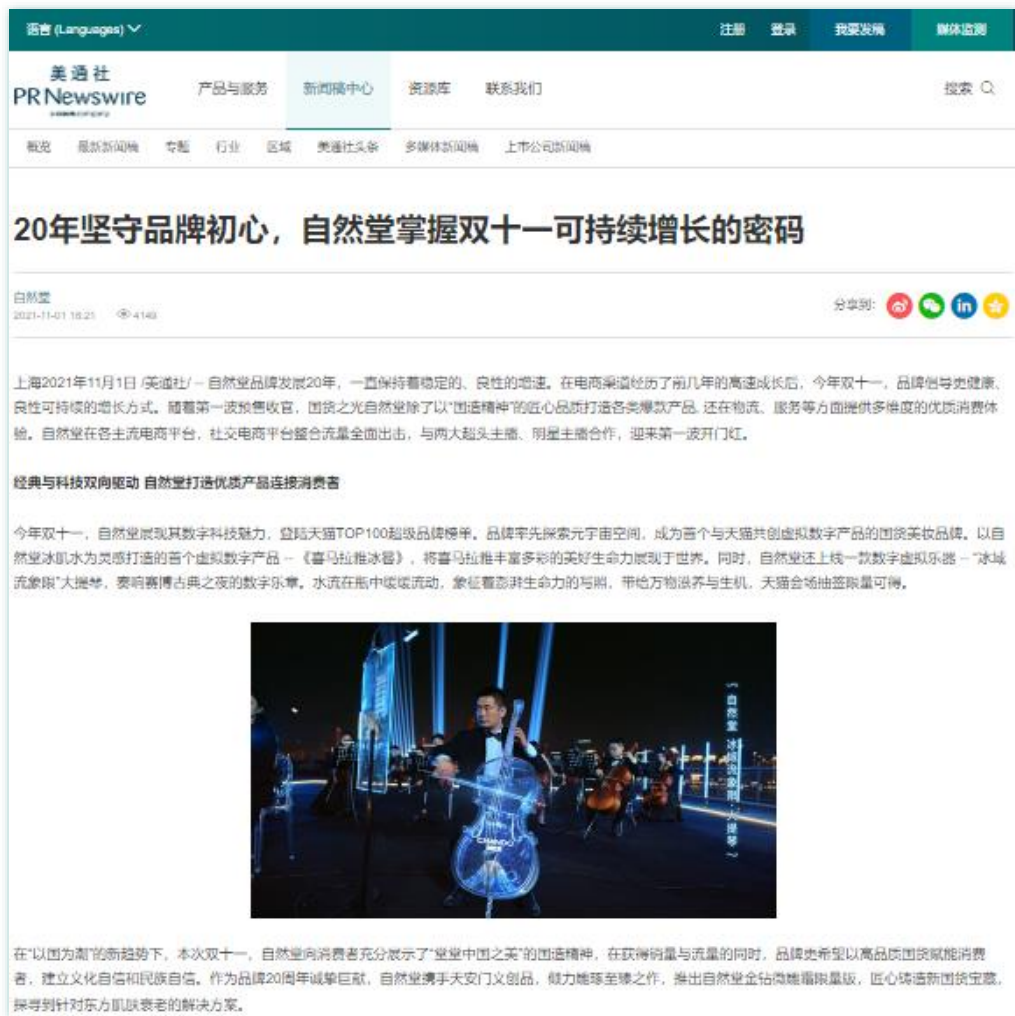 语言 (Languages)
注册 登录 我要发稿 媒体监测
美通社
PR Newswire
产品与服务 新闻稿中心 资源库 联系我们
搜索
概览 最新新闻稿 专题 行业 区域 美通社头条 多媒体新闻稿 上市公司新闻稿
20年坚守品牌初心，自然堂掌握双十一可持续增长的密码
自然堂
2021-11-01 16:21
分享到:
上海2021年11月1日 /美通社/ -- 自然堂品牌发展20年，一直保持着稳定的、良性的增速。在电商渠道经历了前几年的高速成长后，今年双十一，品牌倡导更健康、
良性可持续的增长方式。随着第一波预售收官，国货之光自然堂除了以"国造精神"的匠心品质打造各类爆款产品, 还在物流、服务等方面提供多维度的优质消费体
验。自然堂在各主流电商平台，社交电商平台整合流量全面出击，与两大超头主播、明星主播合作，迎来第一波开门红。
经典与科技双向驱动 自然堂打造优质产品连接消费者
今年双十一，自然堂展现其数字科技魅力，登陆天猫TOP100超级品牌榜单。品牌率先探索元宇宙空间，成为首个与天猫共创虚拟数字产品的国货美妆品牌。以自
然堂冰肌水为灵感打造的首个虚拟数字产品 -- 《喜马拉雅冰器》，将喜马拉雅丰富多彩的美好生命力展现于世界。同时，自然堂还上线一款数字虚拟乐器 -- "冰域
流象限"大提琴，奏响赛博古典之夜的数字乐章。水流在瓶中缓缓流动，象征着澎湃生命力的写照，带给万物滋养与生机，天猫会场抽签限量可得。
自然堂 冰域流象限·大提琴
CHANDO
在"以国为潮"的新趋势下，本次双十一，自然堂向消费者充分展示了"堂堂中国之美"的国造精神，在获得销量与流量的同时，品牌更希望以高品质国货赋能消费
者，建立文化自信和民族自信。作为品牌20周年诚挚巨献，自然堂携手天安门文创品，倾力雕琢至臻之作，推出自然堂金钻微雕霜限量版，匠心铸造新国货宝藏，
探寻到针对东方肌肤衰老的解决方案。